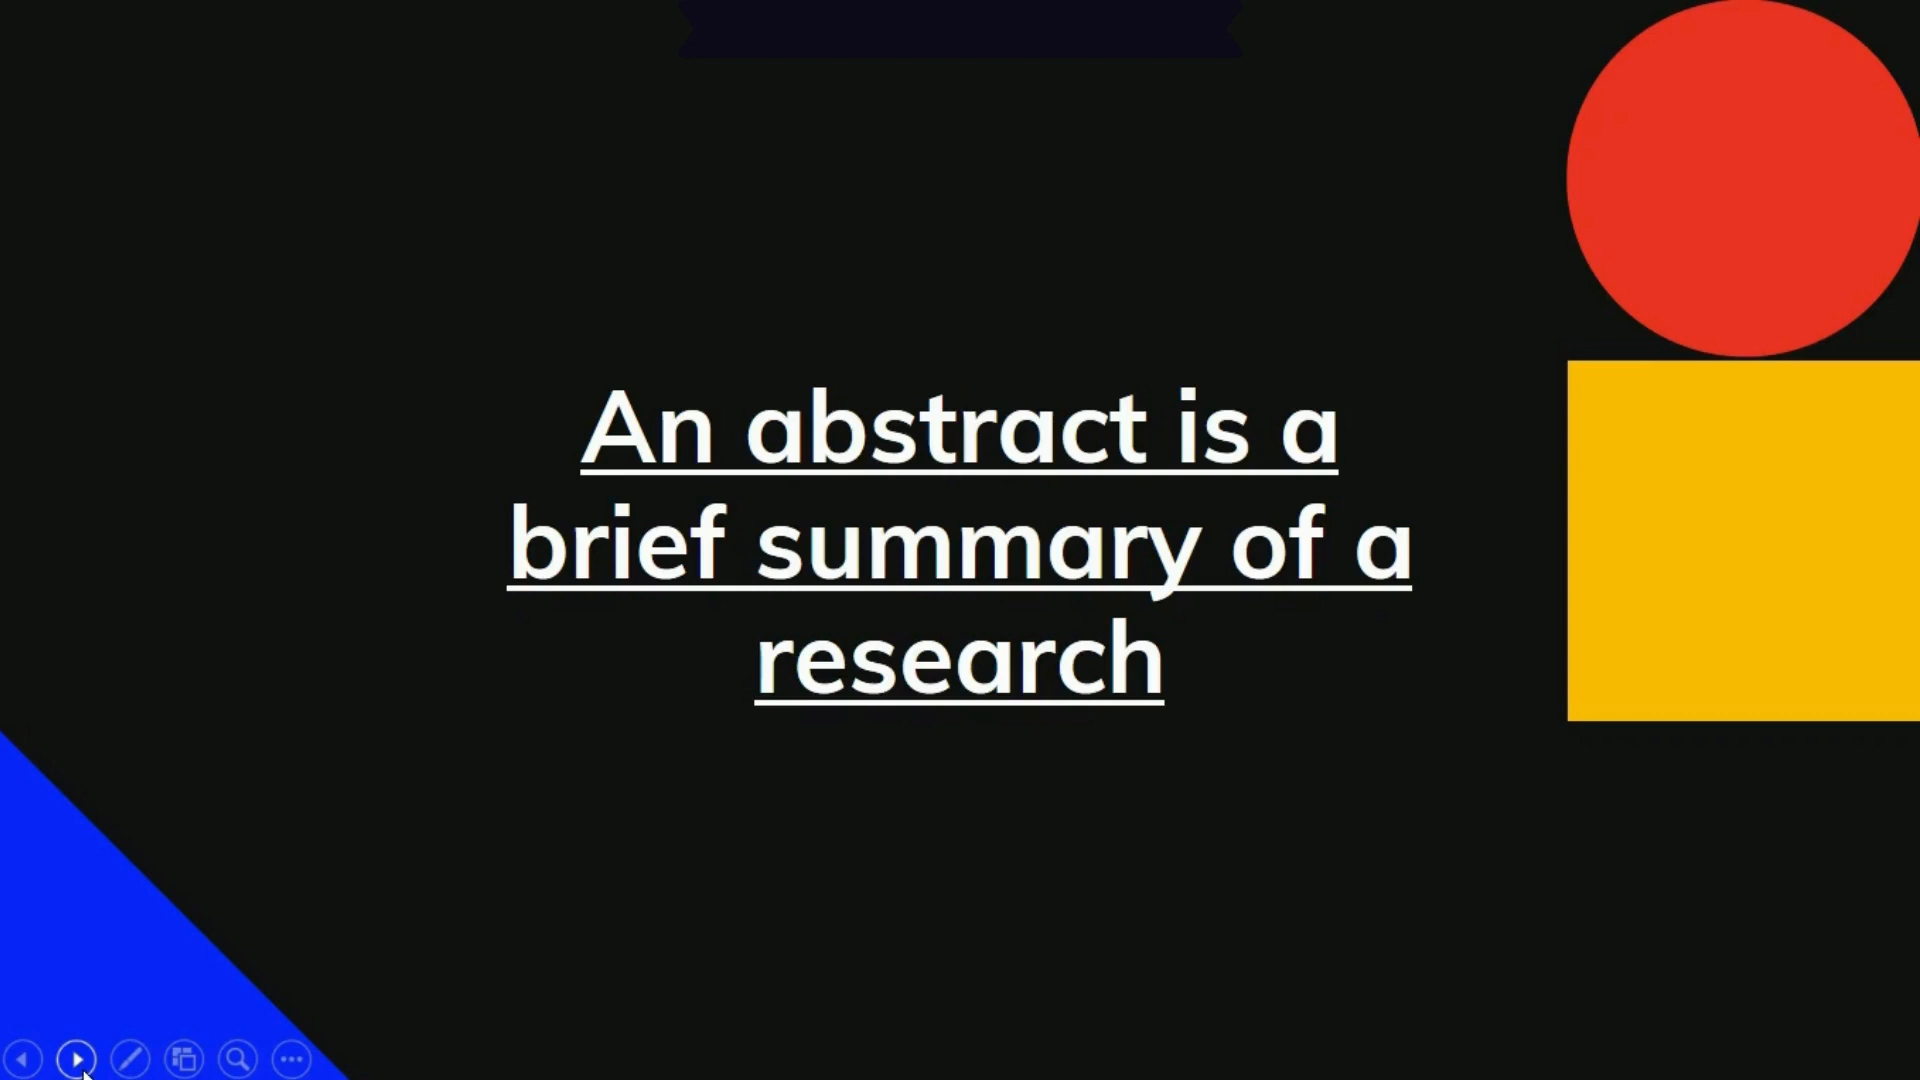 An abstract is a
brief summary of a
research